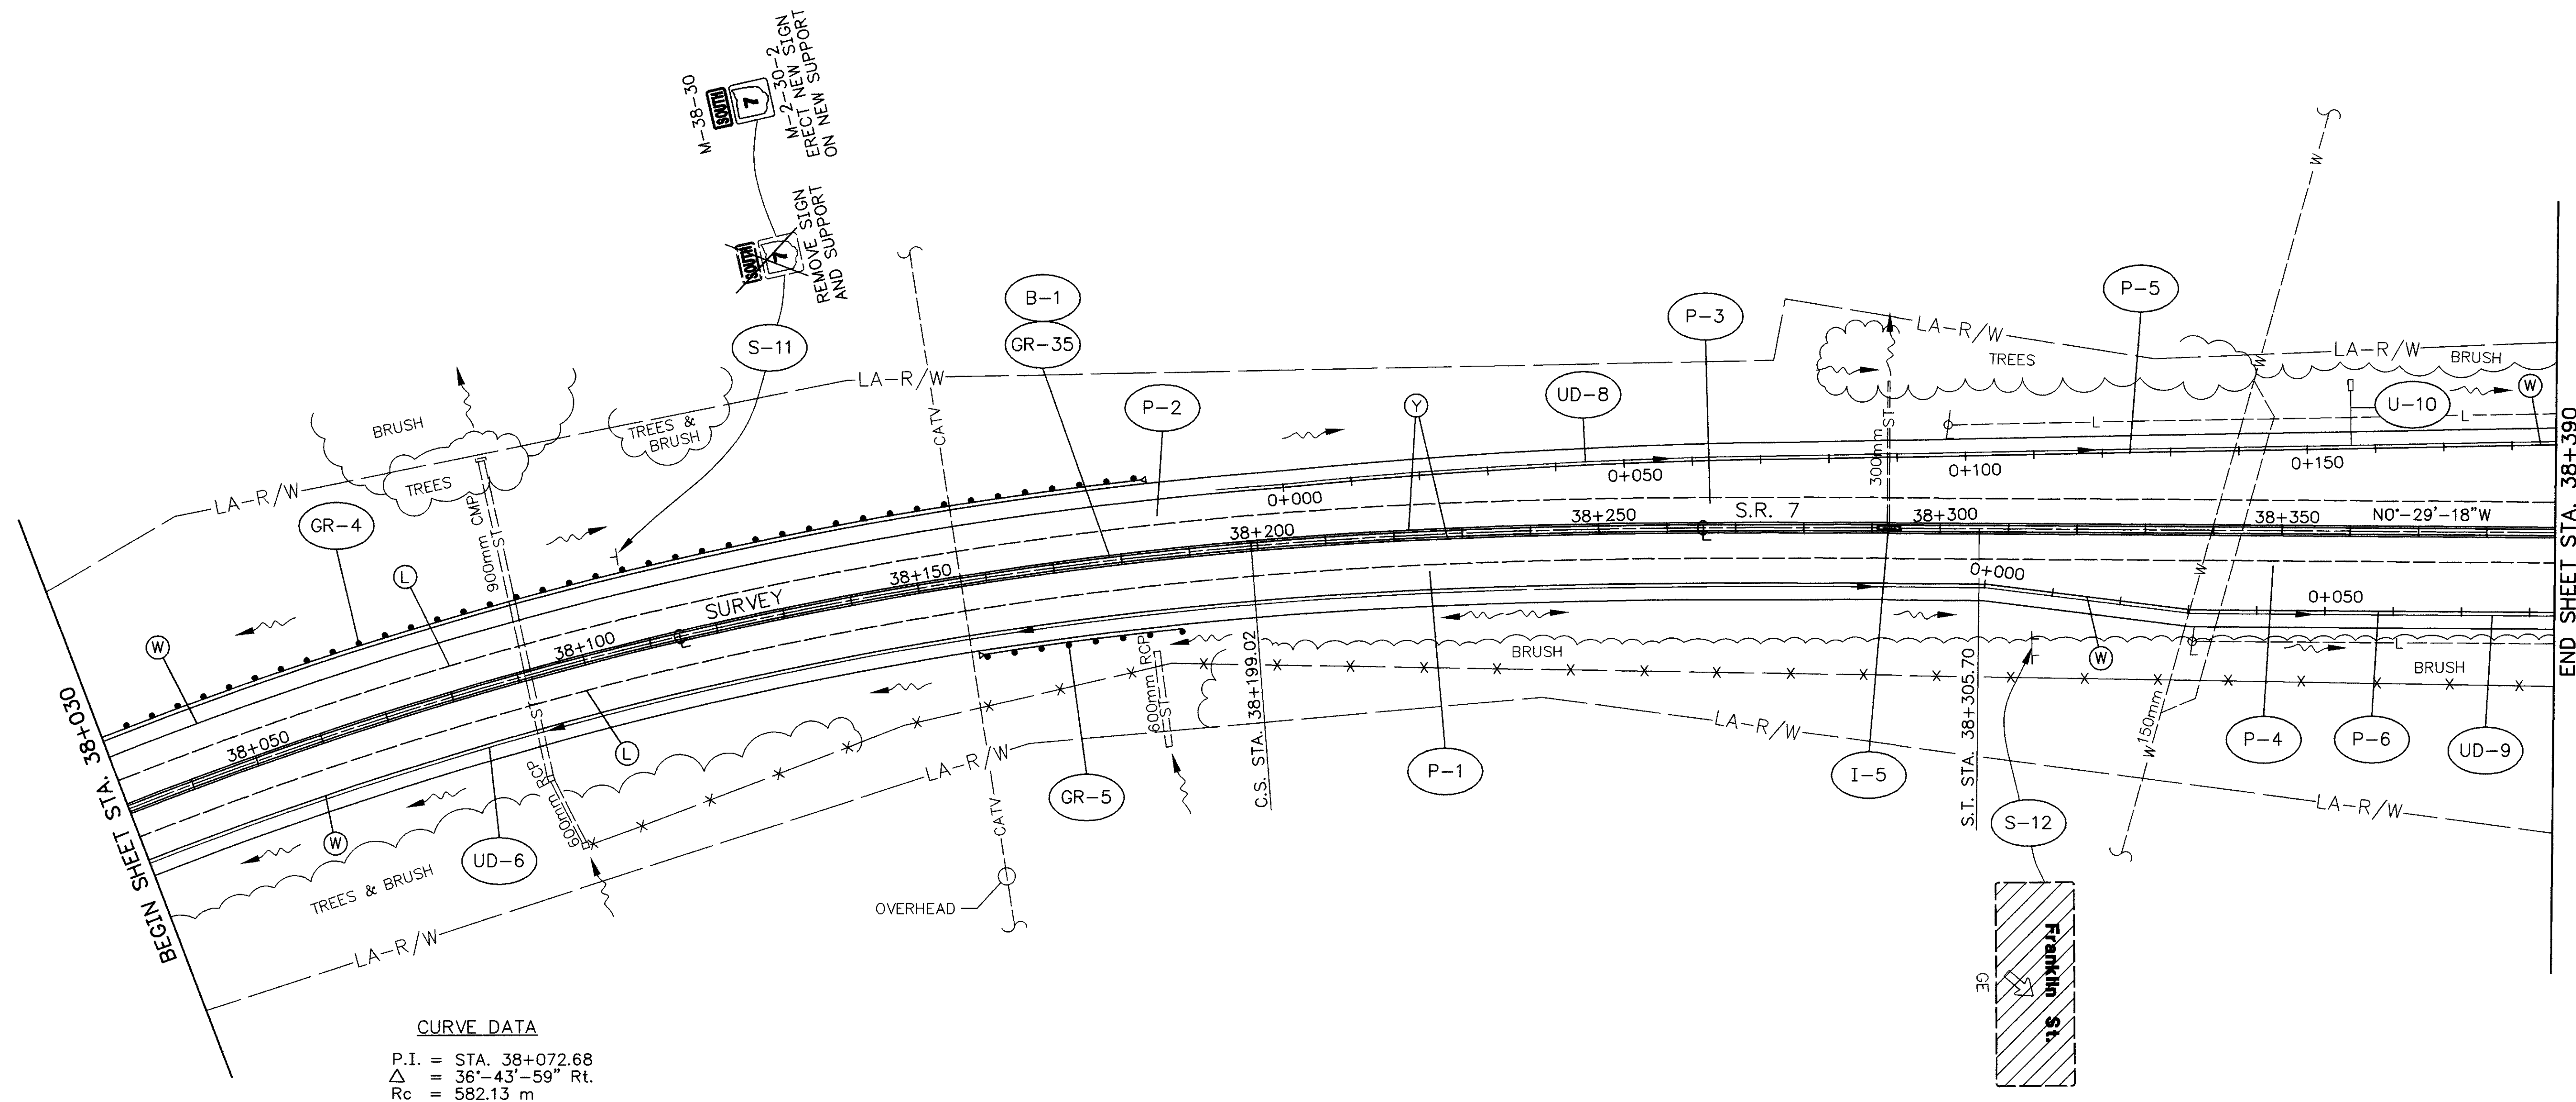 M-38-30
SOUTH
7
M-2-30-2
ERECT NEW SIGN
ON NEW SUPPORT
SOUTH
7
REMOVE SIGN
AND SUPPORT
S-11
B-1
GR-35
P-2
UD-8
Y
P-3
P-5
U-10
W
LA-R/W
LA-R/W
LA-R/W
LA-R/W
BRUSH
TREES
TREES &
BRUSH
TREES
BRUSH
CATV
W
W
L
L
300mm ST
900mm CMP
ST
GR-4
L
W
0+000
0+050
0+100
0+150
S.R. 7
N0°-29'-18"W
38+050
38+100
38+150
38+200
38+250
38+300
38+350
SURVEY
CL
CL
BEGIN SHEET STA. 38+030
END SHEET STA. 38+390
0+000
0+050
W
BRUSH
BRUSH
L
L
W
150mm
W
600mm RCP
ST
600mm RCP
ST
C.S. STA. 38+199.02
S.T. STA. 38+305.70
LA-R/W
LA-R/W
LA-R/W
LA-R/W
W
L
UD-6
GR-5
P-1
I-5
S-12
P-4
P-6
UD-9
TREES & BRUSH
CATV
OVERHEAD
GE
Franklin St.
CURVE DATA
P.I. = STA. 38+072.68
△ = 36°-43'-59" Rt.
Rc = 582.13 m